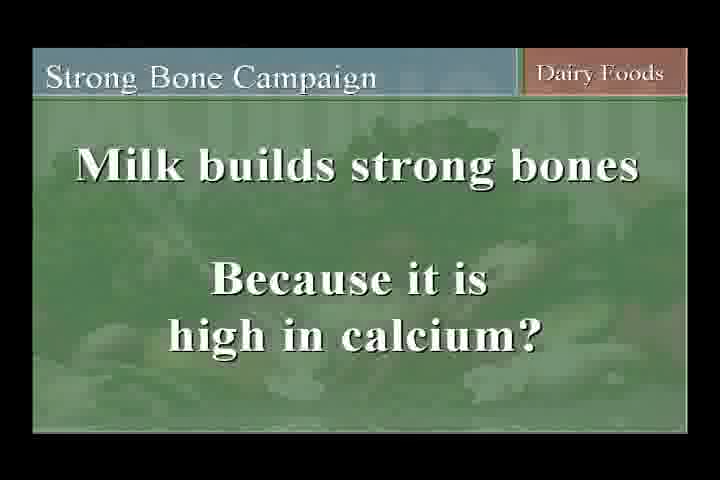 Strong Bone Campaign
Dairy Foods
Milk builds strong bones
Because it is
high in calcium?